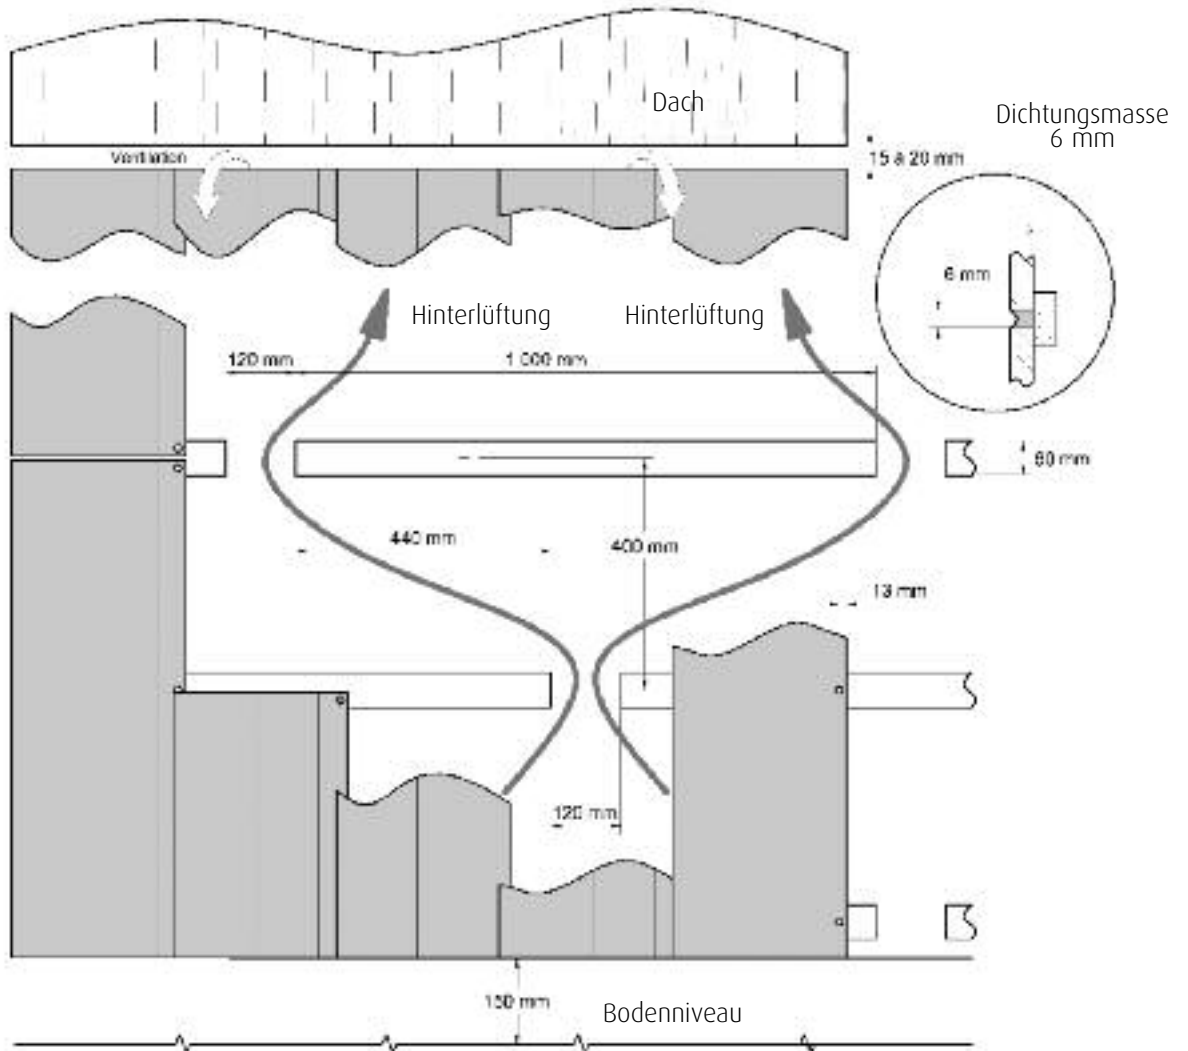 Dach
Dichtungsmasse
6 mm
Ventilation
15 à 20 mm
6 mm
Hinterlüftung
Hinterlüftung
120 mm
1 000 mm
60 mm
440 mm
400 mm
13 mm
120 mm
150 mm
Bodenniveau